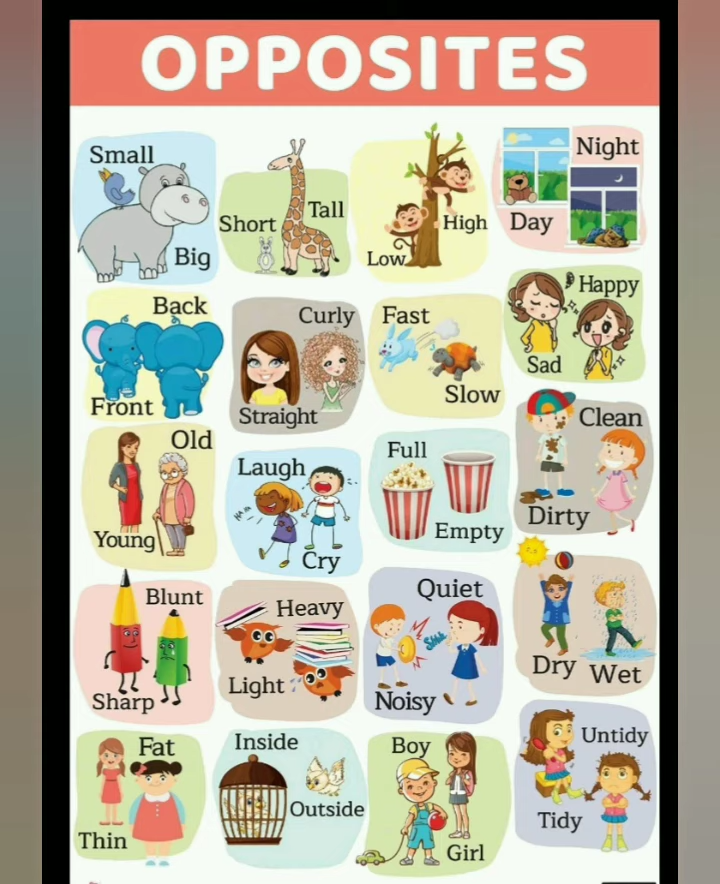 OPPOSITES
Small
Big
Short
Tall
High
Low
Night
Day
Back
Front
Curly
Straight
Fast
Slow
Happy
Sad
Old
Young
Laugh
Cry
Full
Empty
Clean
Dirty
Blunt
Sharp
Heavy
Light
Quiet
Noisy
Dry
Wet
Fat
Thin
Inside
Outside
Boy
Girl
Untidy
Tidy